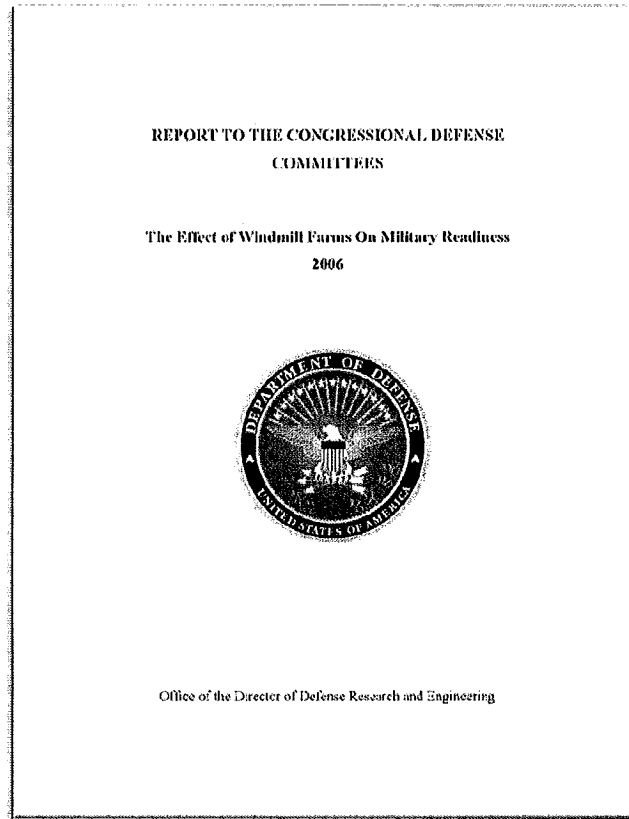 REPORT TO THE CONGRESSIONAL DEFENSE
COMMITTEES
The Effect of Windmill Farms On Military Readiness
2006
DEPARTMENT OF DEFENSE
UNITED STATES OF AMERICA
Office of the Director of Defense Research and Engineering